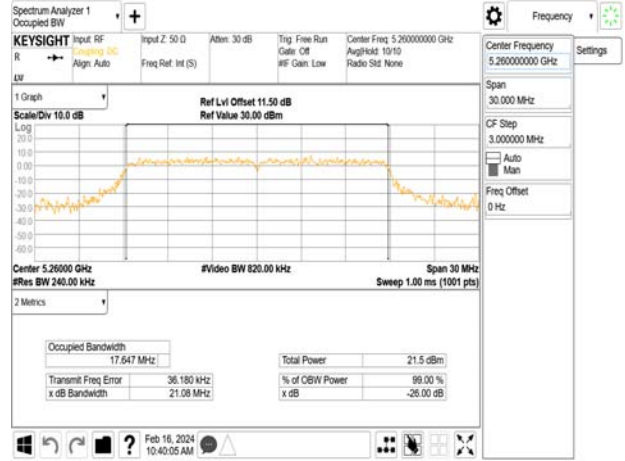 Spectrum Analyzer 1
Occupied BW
Frequency
KEYSIGHT
Input: RF
Coupling: DC
Align: Auto
Input Z: 50 Ω
Freq Ref: Int (S)
Atten: 30 dB
Trig: Free Run
Gate: Off
#IF Gain: Low
Center Freq: 5.260000000 GHz
Avg|Hold: 10/10
Radio Std: None
R
LV
1 Graph
Scale/Div 10.0 dB
Ref Lvl Offset 11.50 dB
Ref Value 30.00 dBm
Log
20.0
10.0
0.00
-10.0
-20.0
-30.0
-40.0
-50.0
-60.0
Center 5.26000 GHz
#Res BW 240.00 kHz
#Video BW 820.00 kHz
Span 30 MHz
Sweep 1.00 ms (1001 pts)
2 Metrics
Occupied Bandwidth
17.647 MHz
Transmit Freq Error 36.180 kHz
x dB Bandwidth 21.08 MHz
Total Power 21.5 dBm
% of OBW Power 99.00 %
x dB -26.00 dB
Center Frequency
5.260000000 GHz
Settings
Span
30.000 MHz
CF Step
3.000000 MHz
Auto
Man
Freq Offset
0 Hz
Feb 16, 2024
10:40:05 AM